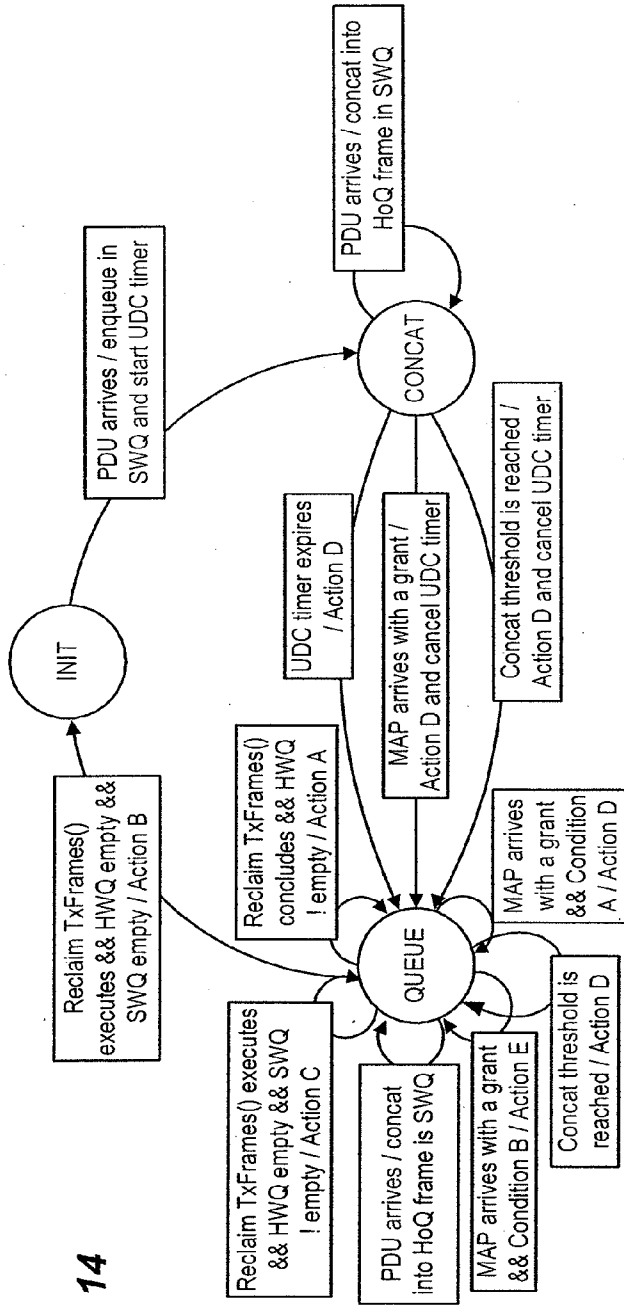 14
INIT
PDU arrives / enqueue in
SWQ and start UDC timer
Reclaim TxFrames()
executes && HWQ empty &&
SWQ empty / Action B
PDU arrives / concat into
HoQ frame in SWQ
CONCAT
UDC timer expires
/ Action D
MAP arrives with a grant /
Action D and cancel UDC timer
Concat threshold is reached /
Action D and cancel UDC timer
Reclaim TxFrames()
concludes && HWQ
! empty / Action A
QUEUE
Reclaim TxFrames() executes
&& HWQ empty && SWQ
! empty / Action C
PDU arrives / concat
into HoQ frame is SWQ
MAP arrives with a grant
&& Condition B / Action E
Concat threshold is
reached / Action D
MAP arrives
with a grant
&& Condition
A / Action D